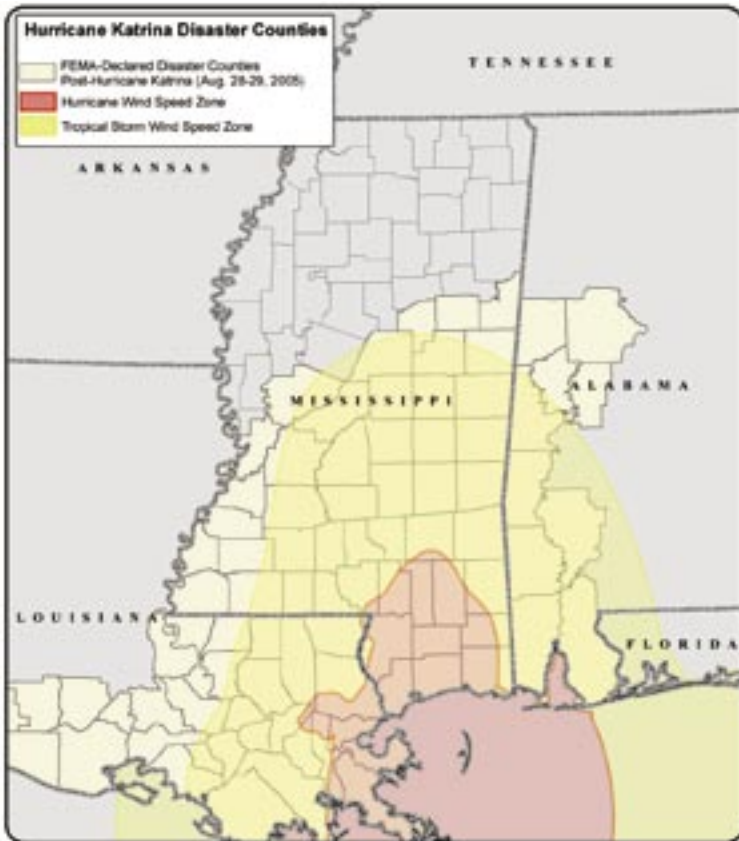 Hurricane Katrina Disaster Counties
FEMA-Declared Disaster Counties
Post-Hurricane Katrina (Aug. 28-29, 2005)
Hurricane Wind Speed Zone
Tropical Storm Wind Speed Zone
TENNESSEE
ARKANSAS
ALABAMA
MISSISSIPPI
LOUISIANA
FLORIDA